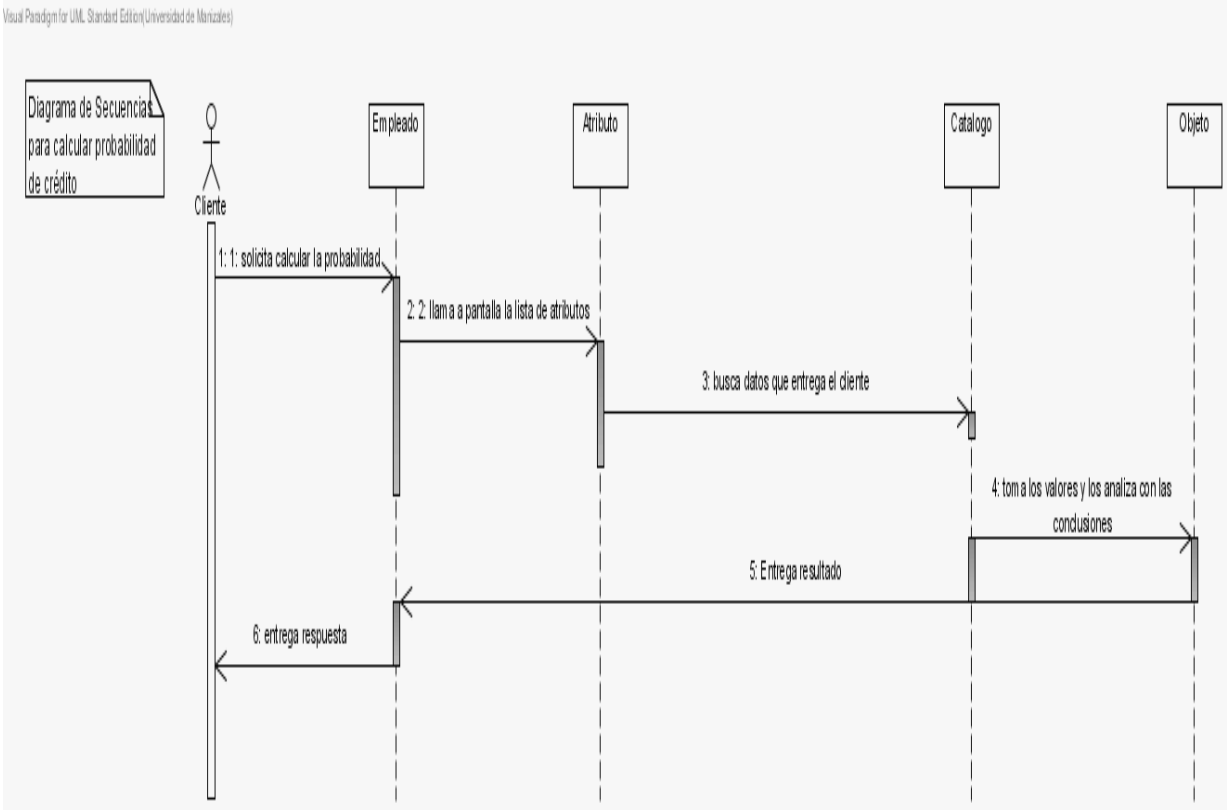 Visual Paradigm for UML Standard Edition(Universidad de Manizales)
Diagrama de Secuencias
para calcular probabilidad
de crédito
Cliente
Empleado
Atributo
Catalogo
Objeto
1: 1: solicita calcular la probabilidad
2: 2: llama a pantalla la lista de atributos
3: busca datos que entrega el cliente
4: toma los valores y los analiza con las
conclusiones
5: Entrega resultado
6: entrega respuesta